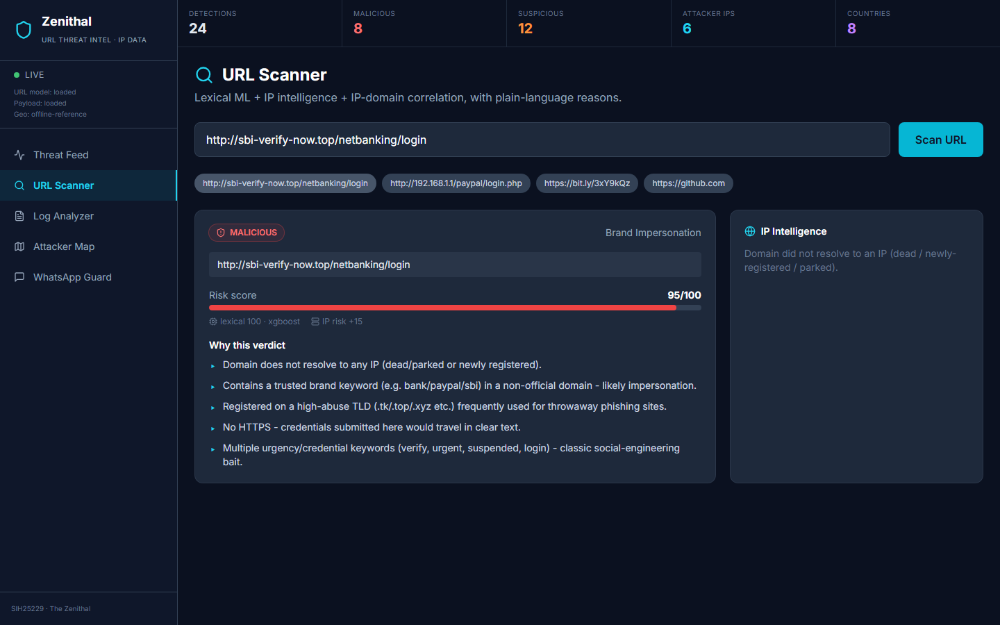 Zenithal
URL THREAT INTEL · IP DATA
LIVE
URL model: loaded
Payload: loaded
Geo: offline-reference
Threat Feed
URL Scanner
Log Analyzer
Attacker Map
WhatsApp Guard
SIH25229 · The Zenithal
DETECTIONS
24
MALICIOUS
8
SUSPICIOUS
12
ATTACKER IPS
6
COUNTRIES
8
URL Scanner
Lexical ML + IP intelligence + IP-domain correlation, with plain-language reasons.
http://sbi-verify-now.top/netbanking/login
Scan URL
http://sbi-verify-now.top/netbanking/login
http://192.168.1.1/paypal/login.php
https://bit.ly/3xY9kQz
https://github.com
MALICIOUS
Brand Impersonation
http://sbi-verify-now.top/netbanking/login
Risk score
95/100
lexical 100 · xgboost
IP risk +15
Why this verdict
Domain does not resolve to any IP (dead/parked or newly registered).
Contains a trusted brand keyword (e.g. bank/paypal/sbi) in a non-official domain - likely impersonation.
Registered on a high-abuse TLD (.tk/.top/.xyz etc.) frequently used for throwaway phishing sites.
No HTTPS - credentials submitted here would travel in clear text.
Multiple urgency/credential keywords (verify, urgent, suspended, login) - classic social-engineering
bait.
IP Intelligence
Domain did not resolve to an IP (dead / newly-
registered / parked).